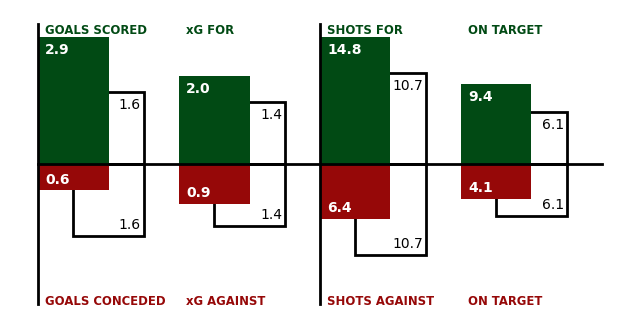 GOALS SCORED xG FOR SHOTS FOR ON TARGET
2.9 2.0 14.8 9.4
1.6 1.4 10.7 6.1
0.6 0.9 6.4 4.1
1.6 1.4 10.7 6.1
GOALS CONCEDED xG AGAINST SHOTS AGAINST ON TARGET